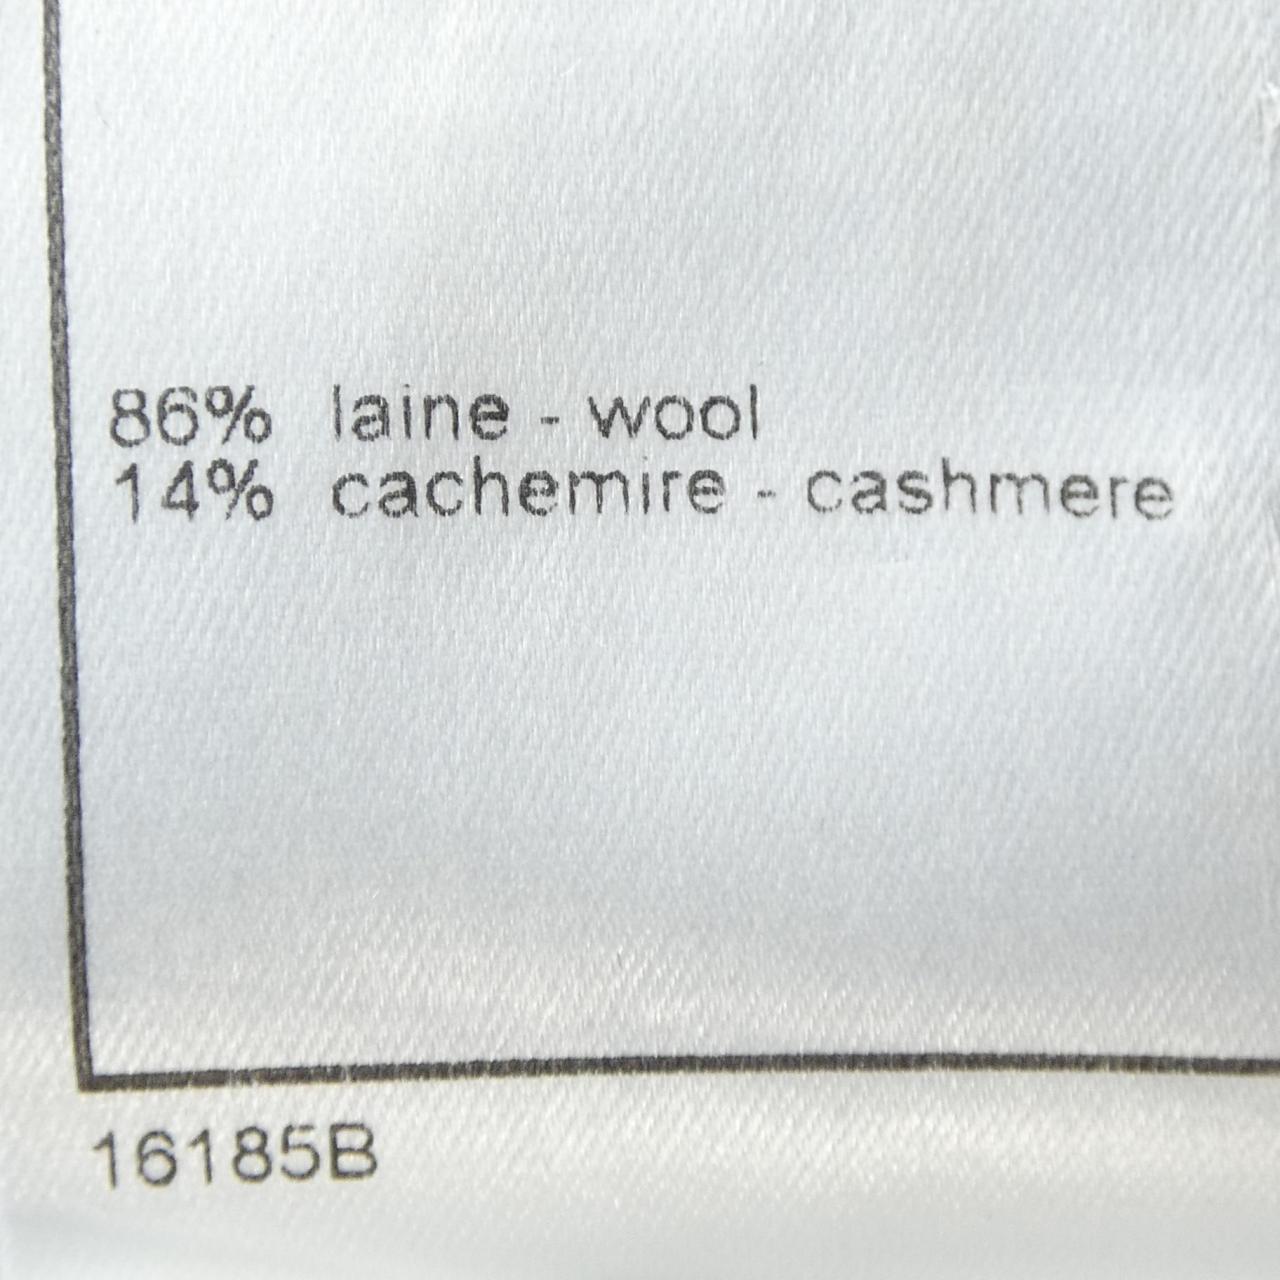 86% laine - wool
14% cachemire - cashmere
16185B